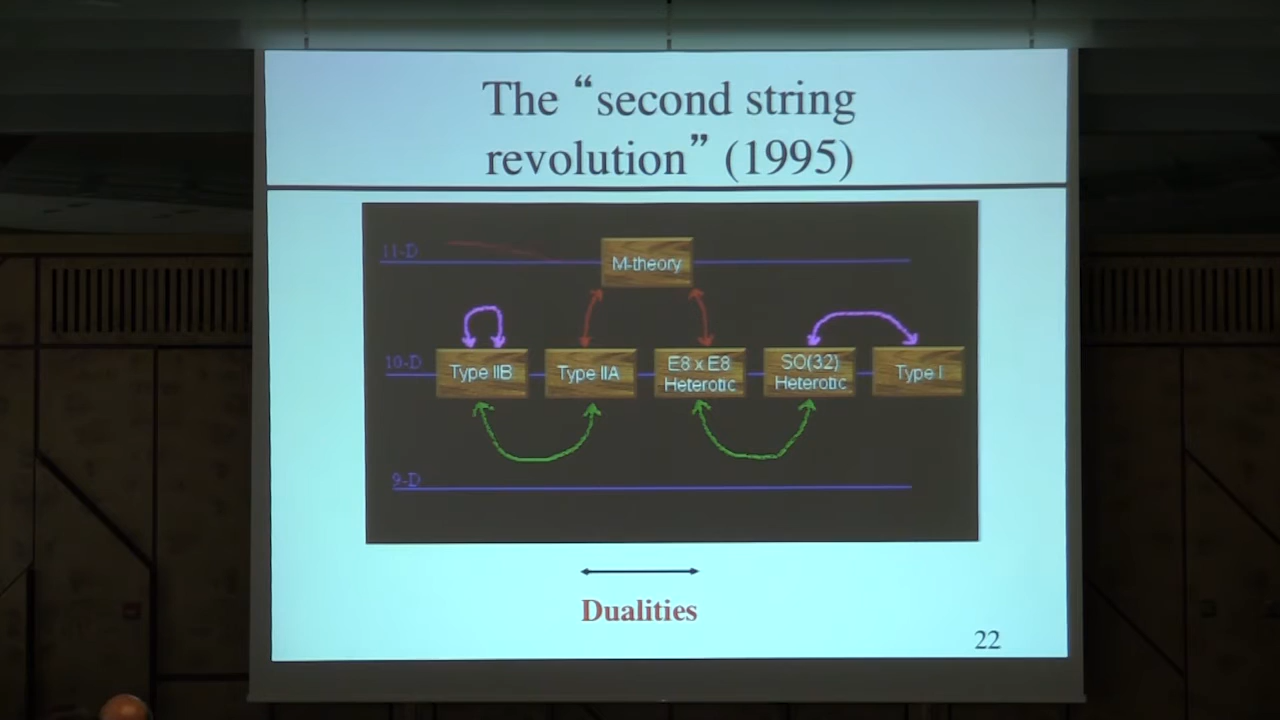 The “second string
revolution” (1995)
11-D
M-theory
10-D
Type IIB
Type IIA
E8 x E8
Heterotic
SO(32)
Heterotic
Type I
9-D
Dualities
22